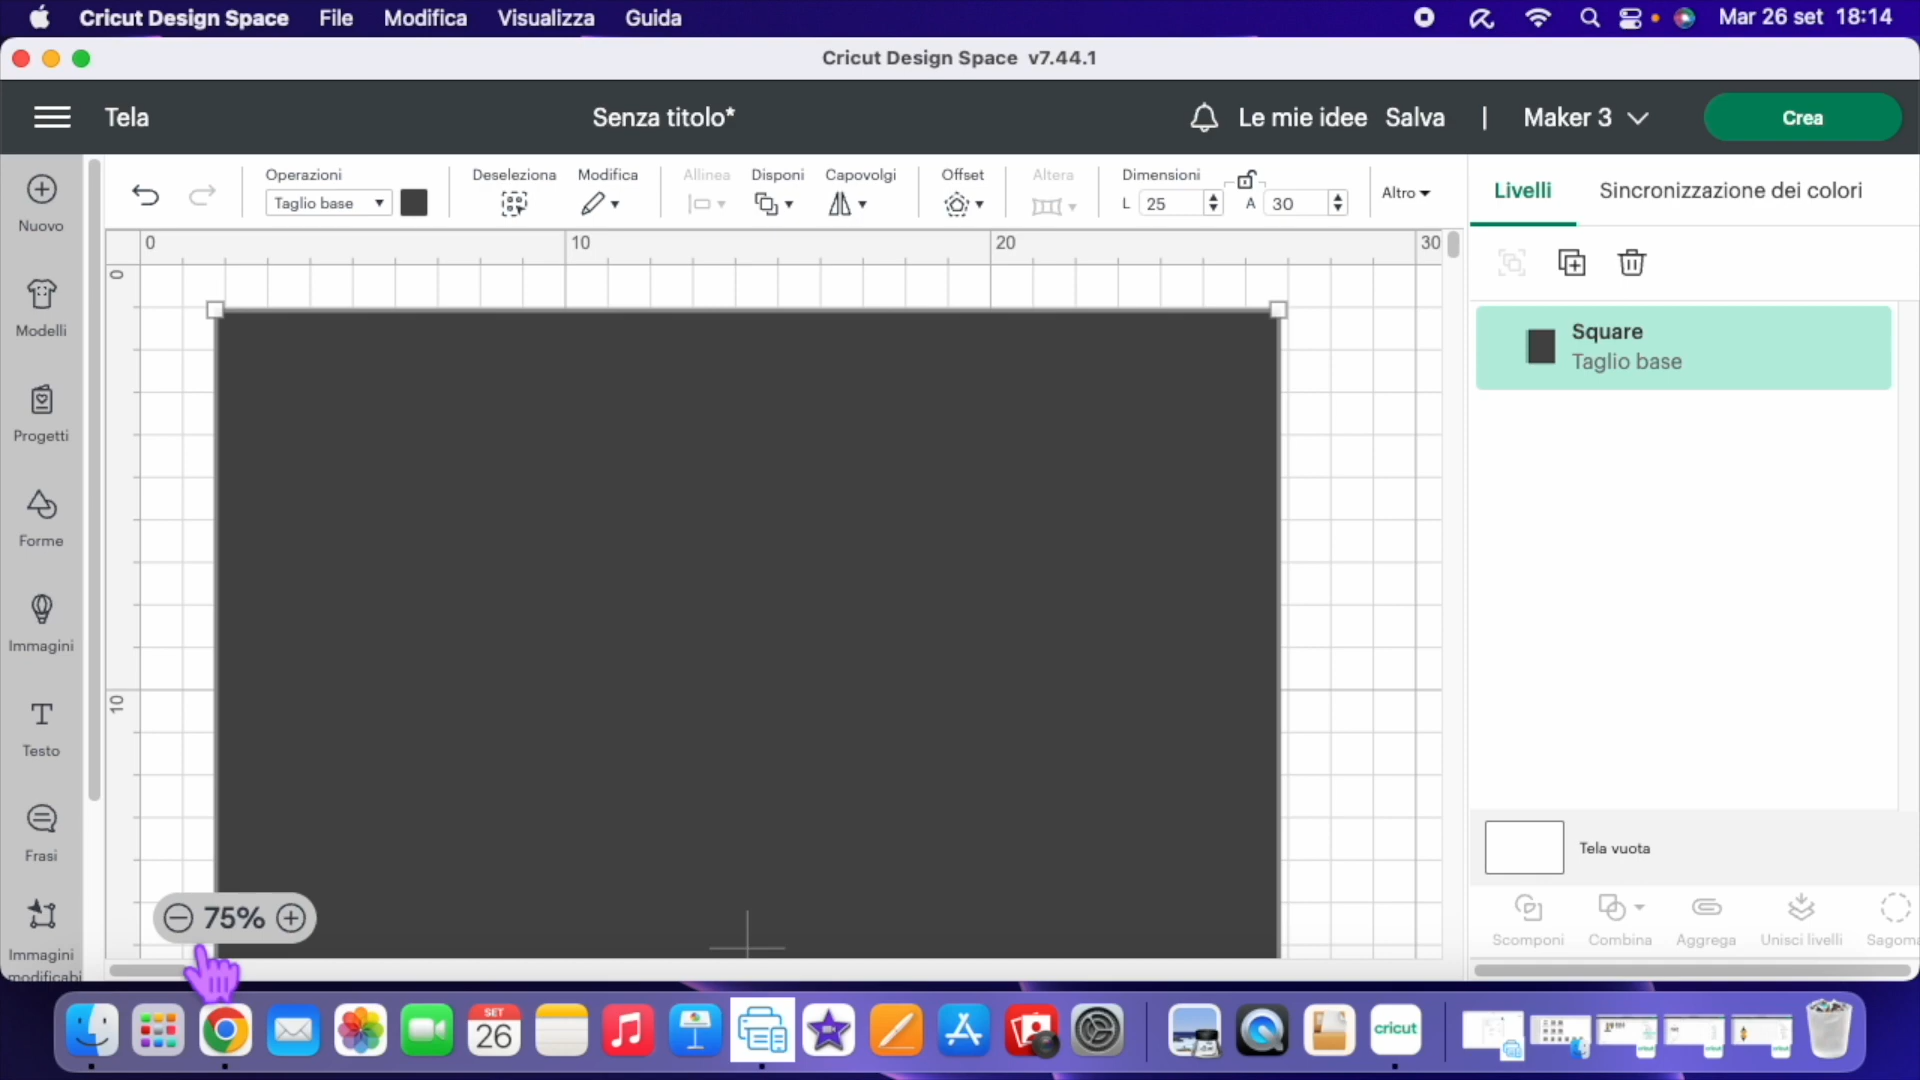 Cricut Design Space File Modifica Visualizza Guida Mar 26 set 18:14
Cricut Design Space v7.44.1
Tela Senza titolo* Le mie idee Salva | Maker 3 Crea
Operazioni Deseleziona Modifica Allinea Disponi Capovolgi Offset Altera Dimensioni
Taglio base L 25 A 30 Altro
Livelli Sincronizzazione dei colori
Nuovo
Modelli
Progetti
Forme
Immagini
Testo
Frasi
Immagini
modificabi
0 10 20 30
0
10
75%
Square
Taglio base
Tela vuota
Scomponi Combina Aggrega Unisci livelli Sagoma
SET
26
cricut